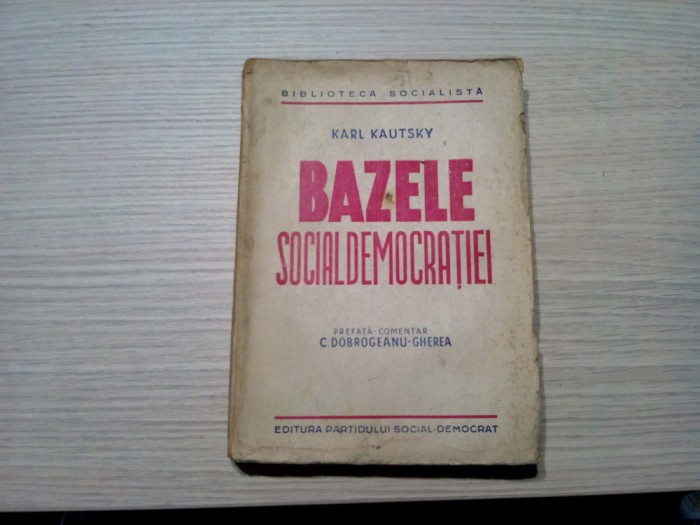 BIBLIOTECA SOCIALISTĂ
KARL KAUTSKY
BAZELE
SOCIALDEMOCRAȚIEI
PREFAȚĂ-COMENTAR
C. DOBROGEANU-GHEREA
EDITURA PARTIDULUI SOCIAL-DEMOCRAT